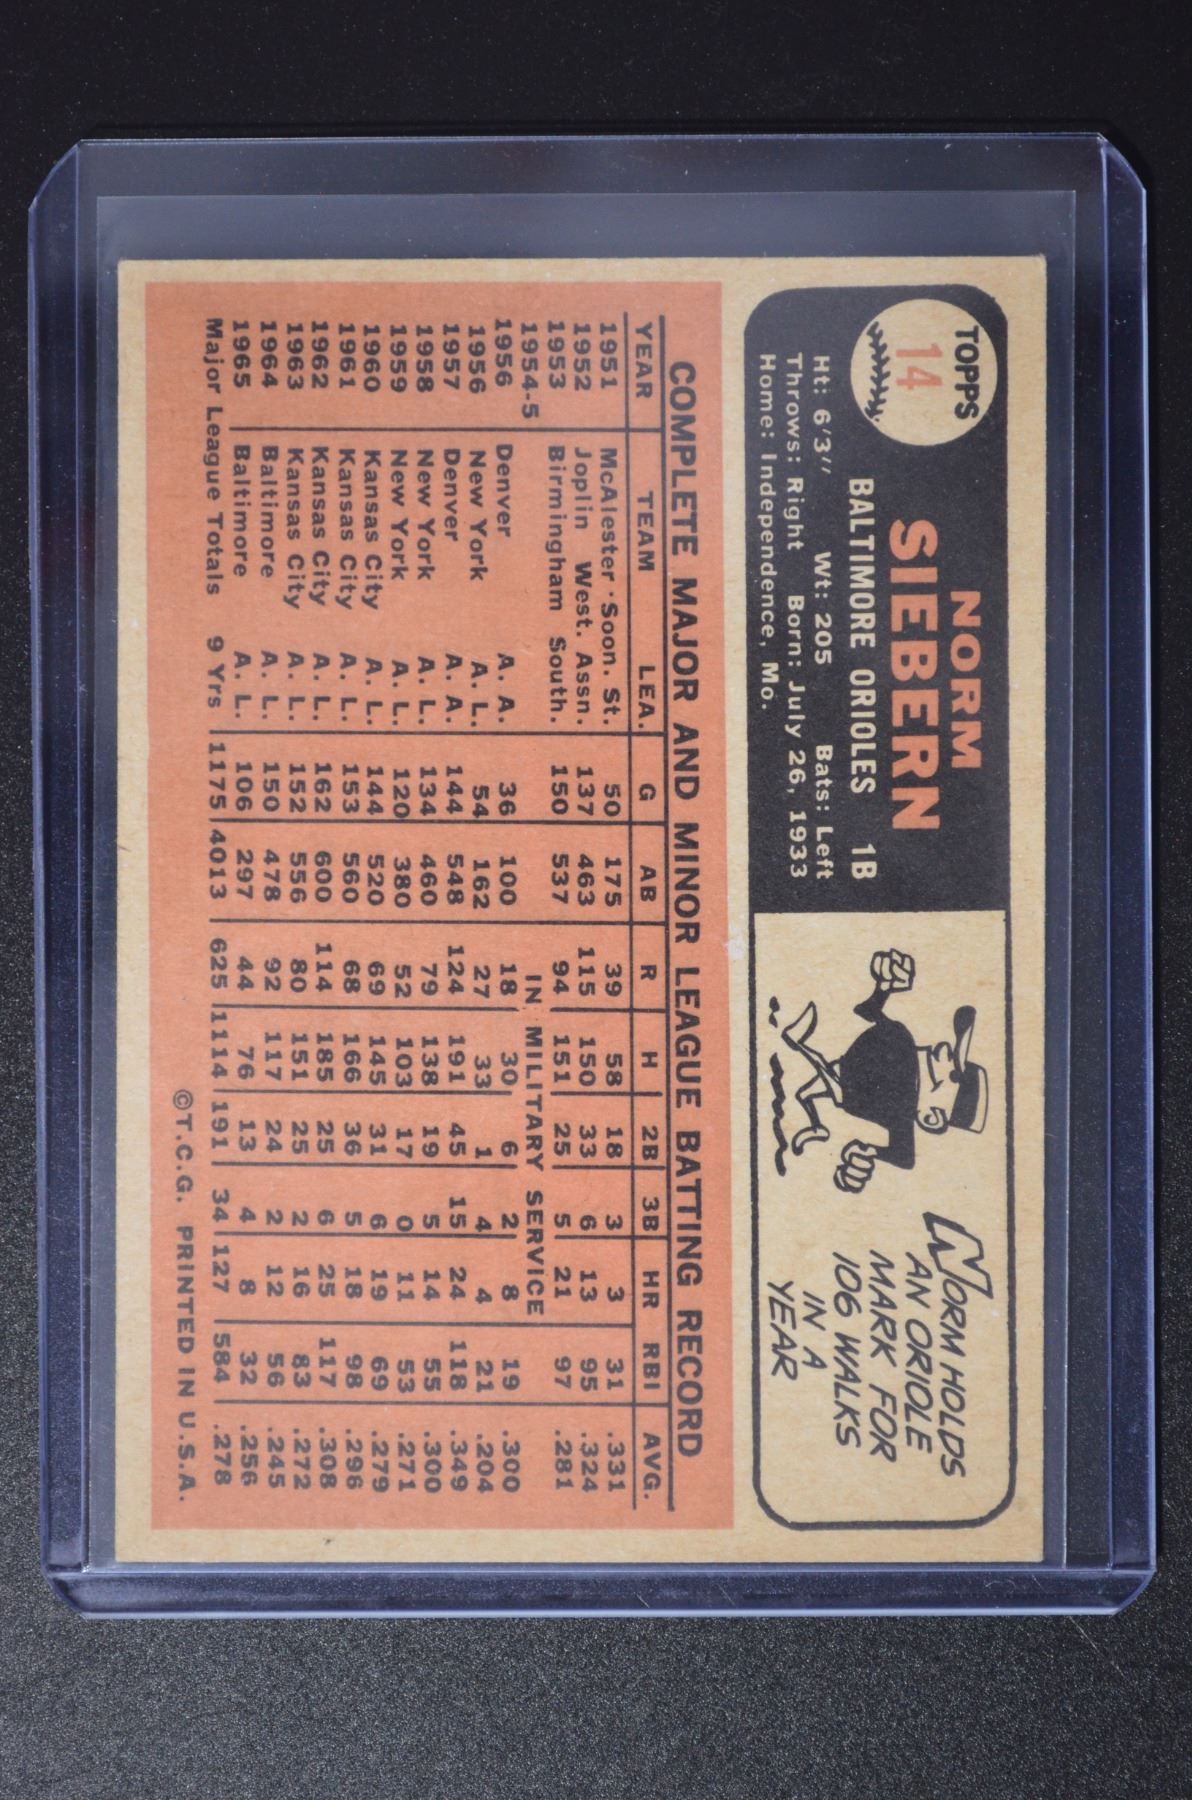 TOPPS
14
NORM
SIEBERN
BALTIMORE ORIOLES 1B
Ht: 6'3" Wt: 205 Bats: Left
Throws: Right Born: July 26, 1933
Home: Independence, Mo.
NORM HOLDS
AN ORIOLE
MARK FOR
106 WALKS
IN A
YEAR
COMPLETE MAJOR AND MINOR LEAGUE BATTING RECORD
YEAR TEAM LEA. G AB R H 2B 3B HR RBI AVG.
1951 McAlester·Soon. St. 50 175 39 58 18 3 3 31 .331
1952 Joplin West. Assn. 137 463 115 150 33 6 13 95 .324
1953 Birmingham South. 150 537 94 151 25 5 21 97 .281
1954-5 IN MILITARY SERVICE
1956 Denver A. A. 36 100 18 30 6 2 8 19 .300
1956 New York A. L. 54 162 27 33 1 4 4 21 .204
1957 Denver A. A. 144 548 124 191 45 15 24 118 .349
1958 New York A. L. 134 460 79 138 19 5 14 55 .300
1959 New York A. L. 120 380 52 103 17 0 11 53 .271
1960 Kansas City A. L. 144 520 69 145 31 6 19 69 .279
1961 Kansas City A. L. 153 560 68 166 36 5 18 98 .296
1962 Kansas City A. L. 162 600 114 185 25 6 25 117 .308
1963 Kansas City A. L. 152 556 80 151 25 2 16 83 .272
1964 Baltimore A. L. 150 478 92 117 24 2 12 56 .245
1965 Baltimore A. L. 106 297 44 76 13 4 8 32 .256
Major League Totals 9 Yrs 1175 4013 625 1114 191 34 127 584 .278
©T.C.G. PRINTED IN U.S.A.